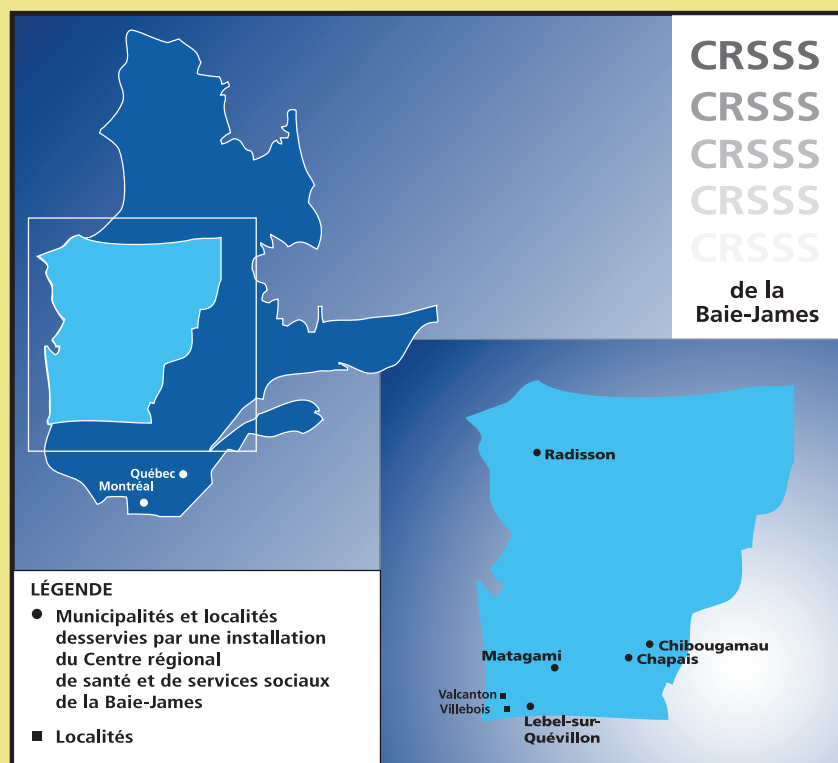 CRSSS
CRSSS
CRSSS
CRSSS
CRSSS
de la
Baie-James
Québec
Montréal
LÉGENDE
● Municipalités et localités
desservies par une installation
du Centre régional
de santé et de services sociaux
de la Baie-James
■ Localités
Radisson
Chibougamau
Chapais
Matagami
Valcanton
Villebois
Lebel-sur-
Quévillon